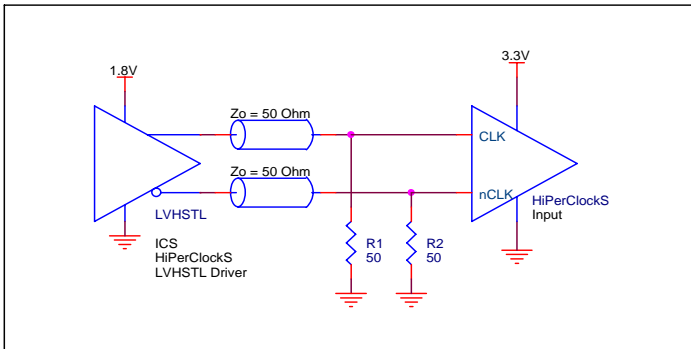 1.8V
3.3V
Zo = 50 Ohm
CLK
Zo = 50 Ohm
nCLK
HiPerClockS
Input
LVHSTL
ICS
HiPerClockS
LVHSTL Driver
R1
50
R2
50